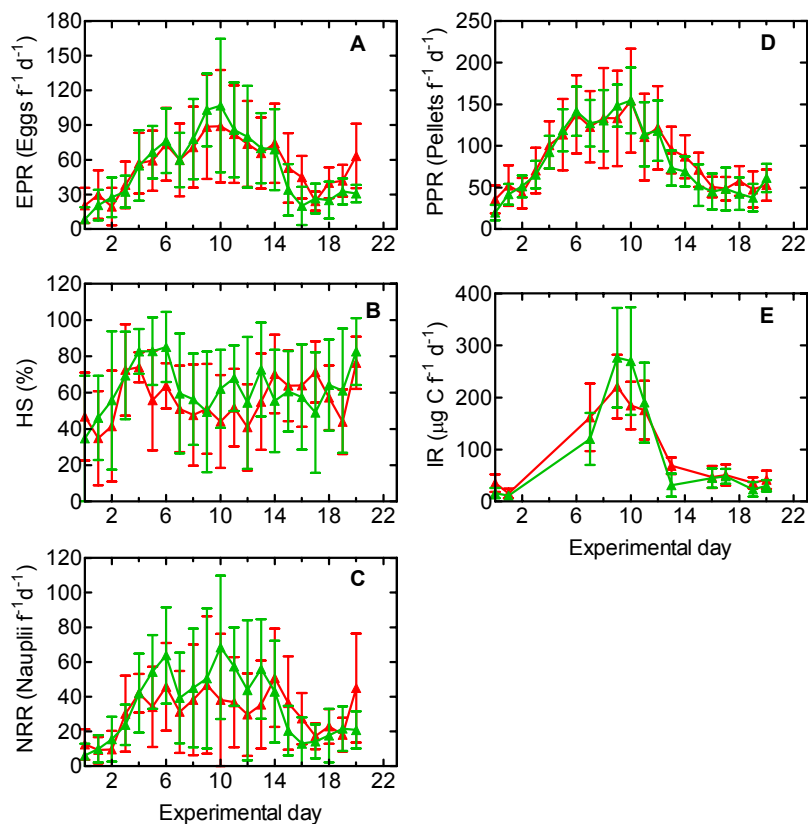 A
EPR (Eggs f⁻¹ d⁻¹)
180
150
120
90
60
30
0
2 6 10 14 18 22
B
HS (%)
120
100
80
60
40
20
0
2 6 10 14 18 22
C
NRR (Nauplii f⁻¹d⁻¹)
120
100
80
60
40
20
0
2 6 10 14 18 22
Experimental day
D
PPR (Pellets f⁻¹ d⁻¹)
250
200
150
100
50
0
2 6 10 14 18 22
E
IR (µg C f⁻¹ d⁻¹)
400
300
200
100
0
2 6 10 14 18 22
Experimental day